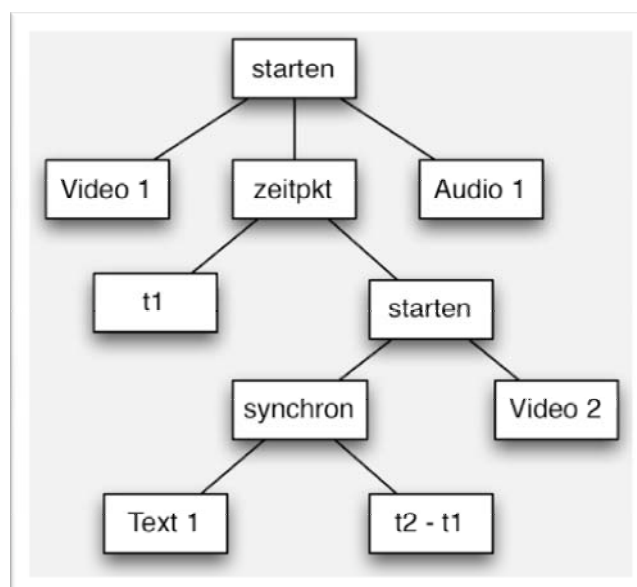 starten
Video 1
zeitpkt
Audio 1
t1
starten
synchron
Video 2
Text 1
t2 - t1